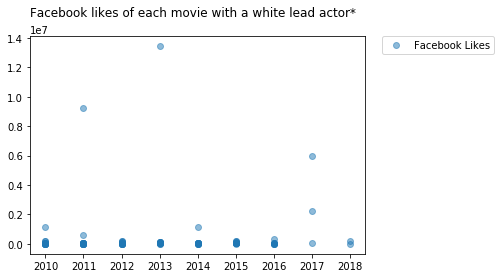 Facebook likes of each movie with a white lead actor*
1e7
Facebook Likes
1.4
1.2
1.0
0.8
0.6
0.4
0.2
0.0
2010 2011 2012 2013 2014 2015 2016 2017 2018